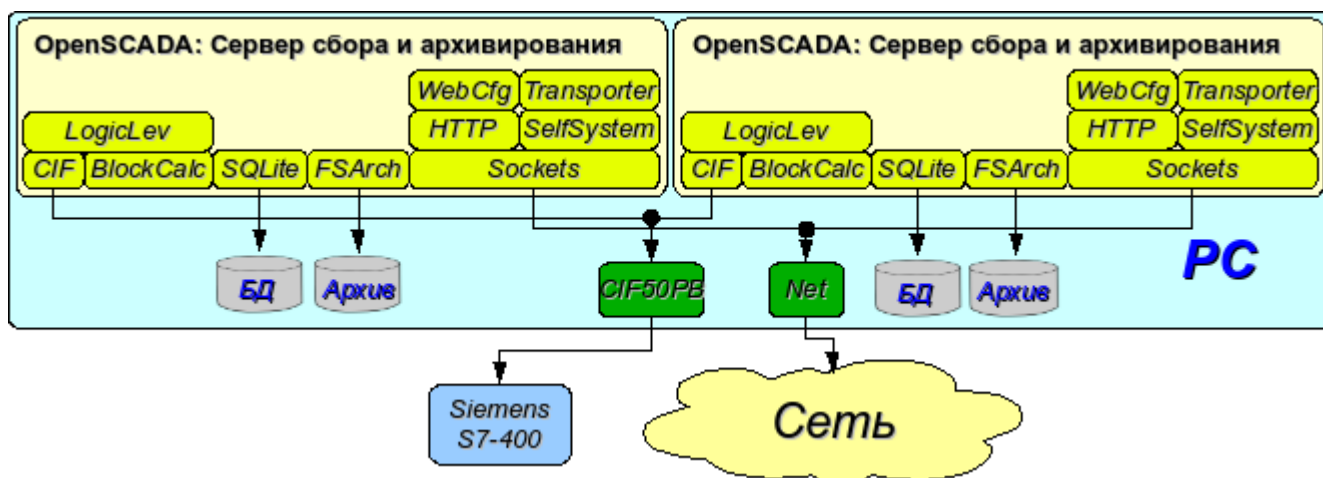 OpenSCADA: Сервер сбора и архивирования
OpenSCADA: Сервер сбора и архивирования
WebCfg Transporter
WebCfg Transporter
LogicLev HTTP SelfSystem
LogicLev HTTP SelfSystem
CIF BlockCalc SQLite FSArch Sockets
CIF BlockCalc SQLite FSArch Sockets
PC
БД Архив CIF50PB Net БД Архив
Siemens
S7-400
Сеть